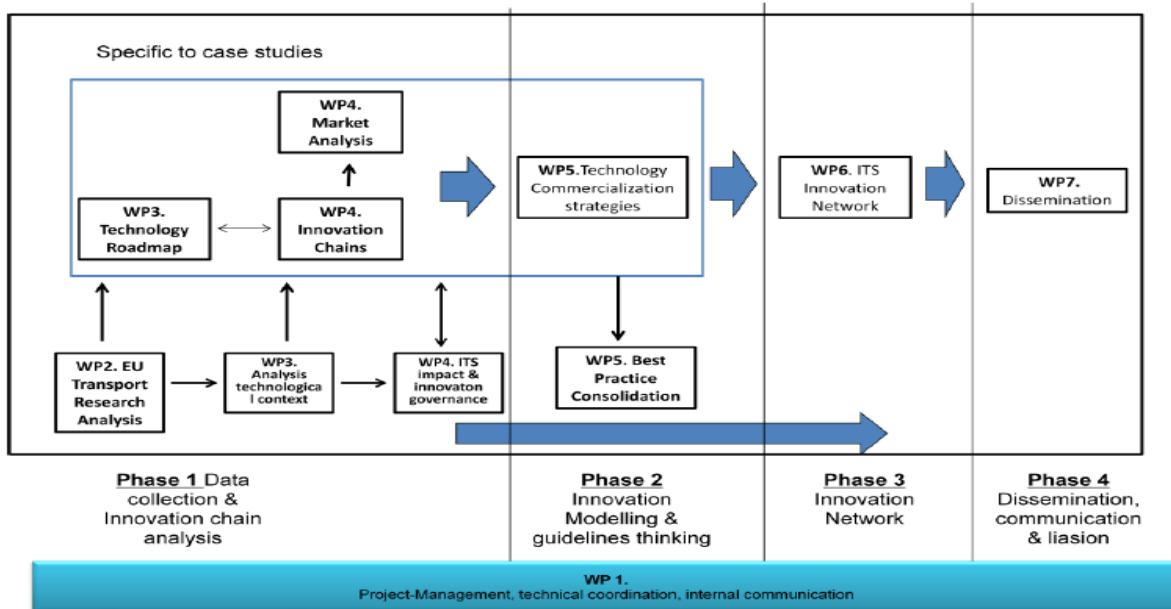 Specific to case studies
WP4.
Market
Analysis
WP3.
Technology
Roadmap
WP4.
Innovation
Chains
WP5.Technology
Commercialization
strategies
WP6. ITS
Innovation
Network
WP7.
Dissemination
WP2. EU
Transport
Research
Analysis
WP3.
Analysis
technologica
l context
WP4. ITS
impact &
innovaton
governance
WP5. Best
Practice
Consolidation
Phase 1 Data
collection &
Innovation chain
analysis
Phase 2
Innovation
Modelling &
guidelines thinking
Phase 3
Innovation
Network
Phase 4
Dissemination,
communication
& liasion
WP 1.
Project-Management, technical coordination, internal communication